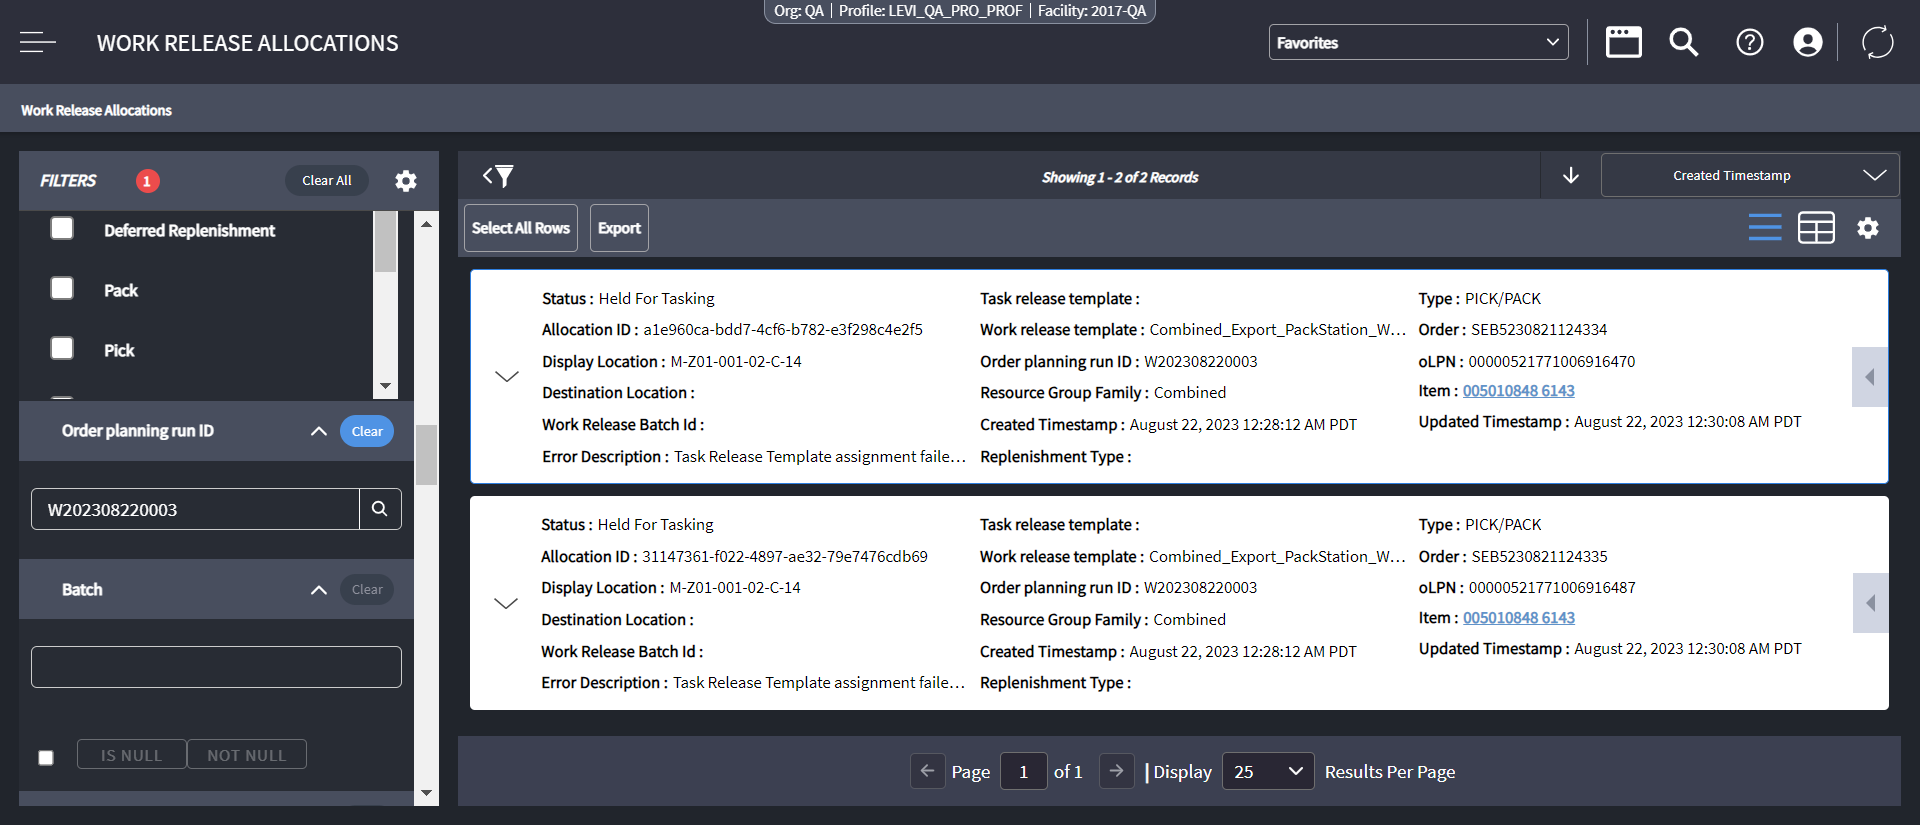 Org: QA | Profile: LEVI_QA_PRO_PROF | Facility: 2017-QA
WORK RELEASE ALLOCATIONS
Favorites
Work Release Allocations
FILTERS
1
Clear All
Deferred Replenishment
Pack
Pick
Order planning run ID
Clear
W202308220003
Batch
Clear
IS NULL
NOT NULL
Showing 1 - 2 of 2 Records
Created Timestamp
Select All Rows
Export
Status : Held For Tasking
Allocation ID : a1e960ca-bdd7-4cf6-b782-e3f298c4e2f5
Display Location : M-Z01-001-02-C-14
Destination Location :
Work Release Batch Id :
Error Description : Task Release Template assignment faile...
Task release template :
Work release template : Combined_Export_PackStation_W...
Order planning run ID : W202308220003
Resource Group Family : Combined
Created Timestamp : August 22, 2023 12:28:12 AM PDT
Replenishment Type :
Type : PICK/PACK
Order : SEB5230821124334
oLPN : 00000521771006916470
Item : 005010848 6143
Updated Timestamp : August 22, 2023 12:30:08 AM PDT
Status : Held For Tasking
Allocation ID : 31147361-f022-4897-ae32-79e7476cdb69
Display Location : M-Z01-001-02-C-14
Destination Location :
Work Release Batch Id :
Error Description : Task Release Template assignment faile...
Task release template :
Work release template : Combined_Export_PackStation_W...
Order planning run ID : W202308220003
Resource Group Family : Combined
Created Timestamp : August 22, 2023 12:28:12 AM PDT
Replenishment Type :
Type : PICK/PACK
Order : SEB5230821124335
oLPN : 00000521771006916487
Item : 005010848 6143
Updated Timestamp : August 22, 2023 12:30:08 AM PDT
Page 1 of 1 | Display 25 Results Per Page